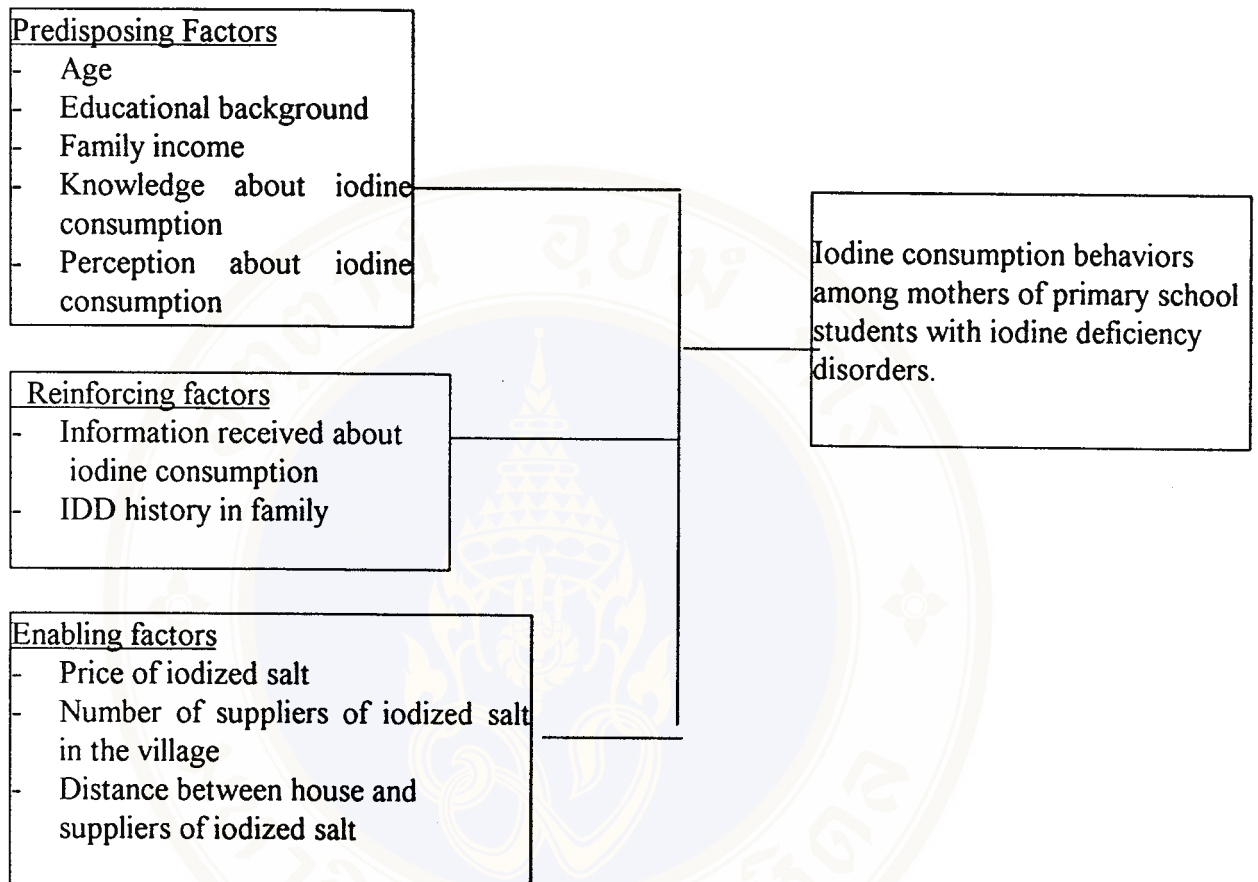 Predisposing Factors
- Age
- Educational background
- Family income
- Knowledge about iodine
consumption
- Perception about iodine
consumption
Reinforcing factors
- Information received about
iodine consumption
- IDD history in family
Enabling factors
- Price of iodized salt
- Number of suppliers of iodized salt
in the village
- Distance between house and
suppliers of iodized salt
Iodine consumption behaviors
among mothers of primary school
students with iodine deficiency
disorders.